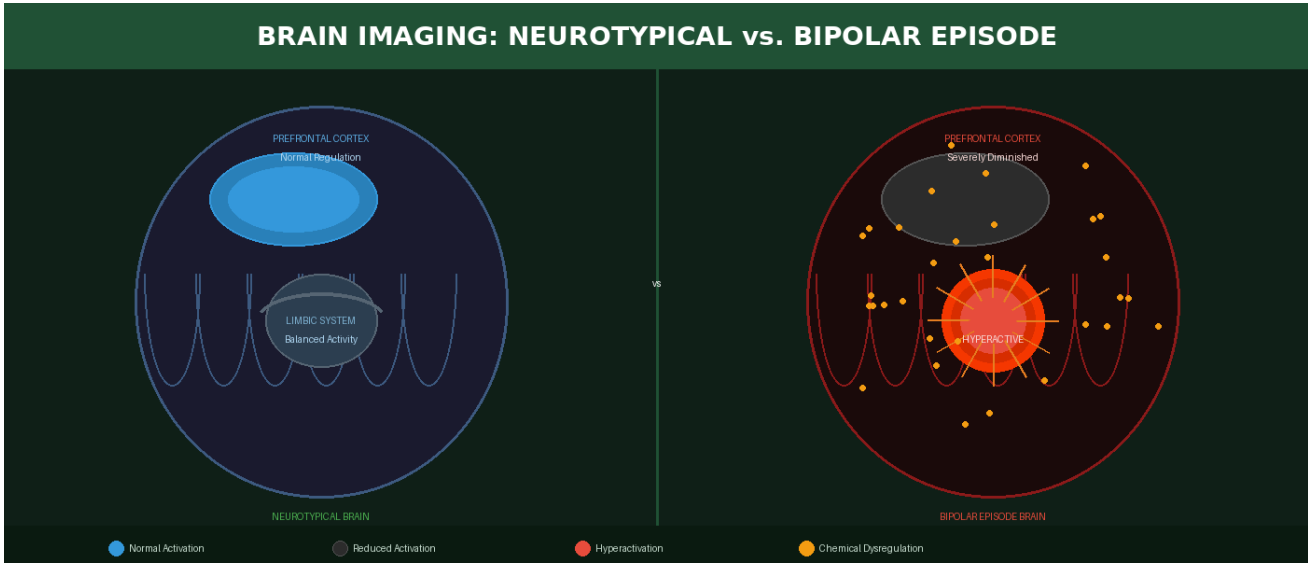 BRAIN IMAGING: NEUROTYPICAL vs. BIPOLAR EPISODE
PREFRONTAL CORTEX
Normal Regulation
LIMBIC SYSTEM
Balanced Activity
NEUROTYPICAL BRAIN
vs
PREFRONTAL CORTEX
Severely Diminished
HYPERACTIVE
BIPOLAR EPISODE BRAIN
Normal Activation
Reduced Activation
Hyperactivation
Chemical Dysregulation